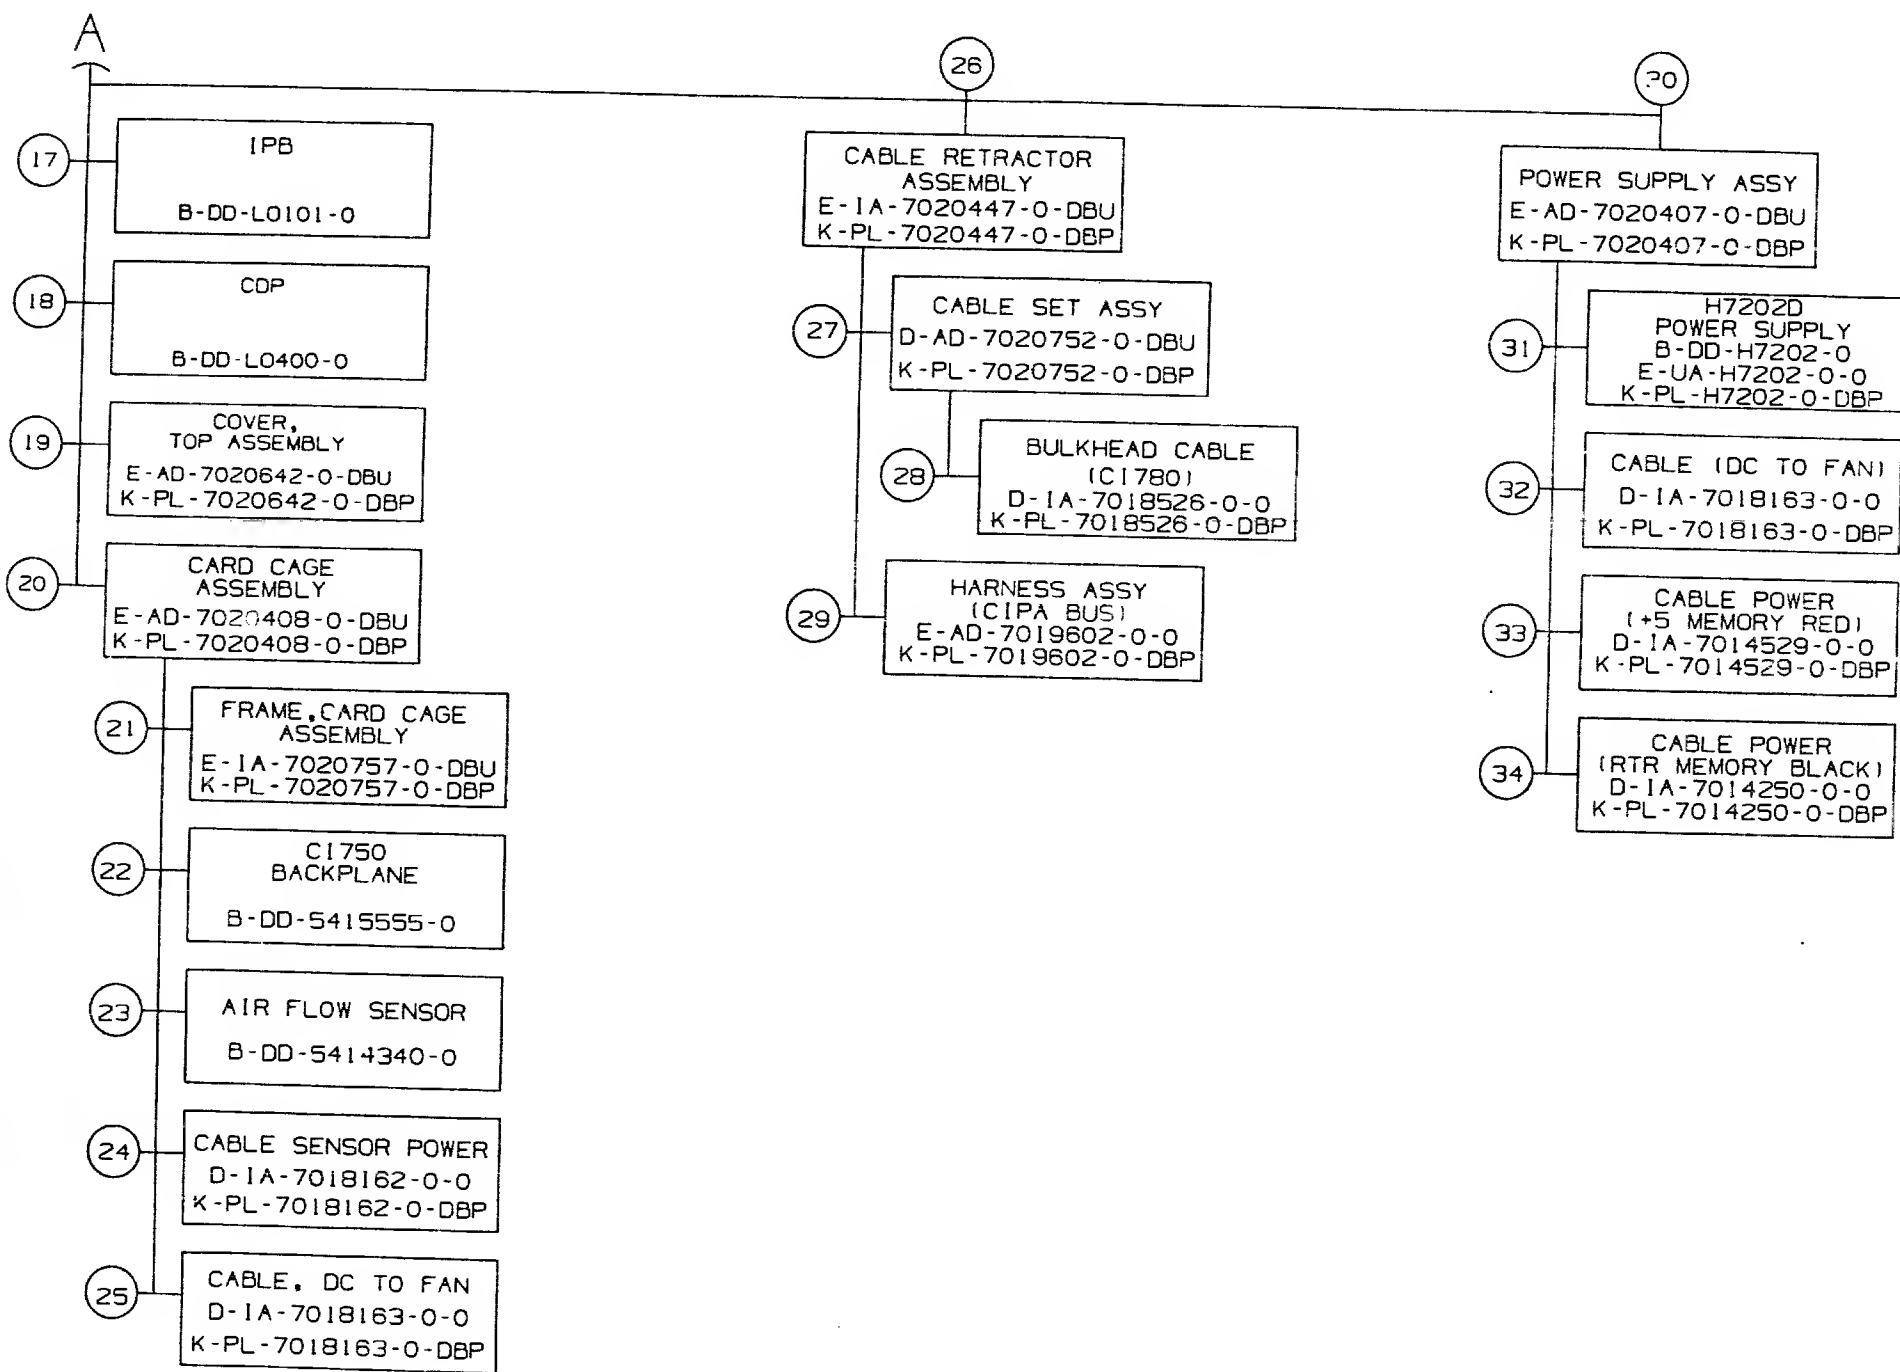 A
17
IPB
B-DD-L0101-0
18
CDP
B-DD-L0400-0
19
COVER,
TOP ASSEMBLY
E-AD-7020642-0-DBU
K-PL-7020642-0-DBP
20
CARD CAGE
ASSEMBLY
E-AD-7020408-0-DBU
K-PL-7020408-0-DBP
21
FRAME,CARD CAGE
ASSEMBLY
E-IA-7020757-0-DBU
K-PL-7020757-0-DBP
22
CI750
BACKPLANE
B-DD-5415555-0
23
AIR FLOW SENSOR
B-DD-5414340-0
24
CABLE SENSOR POWER
D-IA-7018162-0-0
K-PL-7018162-0-DBP
25
CABLE, DC TO FAN
D-IA-7018163-0-0
K-PL-7018163-0-DBP
26
CABLE RETRACTOR
ASSEMBLY
E-IA-7020447-0-DBU
K-PL-7020447-0-DBP
27
CABLE SET ASSY
D-AD-7020752-0-DBU
K-PL-7020752-0-DBP
28
BULKHEAD CABLE
(CI780)
D-IA-7018526-0-0
K-PL-7018526-0-DBP
29
HARNESS ASSY
(CIPA BUS)
E-AD-7019602-0-0
K-PL-7019602-0-DBP
30
POWER SUPPLY ASSY
E-AD-7020407-0-DBU
K-PL-7020407-0-DBP
31
H7202D
POWER SUPPLY
B-DD-H7202-0
E-UA-H7202-0-0
K-PL-H7202-0-DBP
32
CABLE (DC TO FAN)
D-IA-7018163-0-0
K-PL-7018163-0-DBP
33
CABLE POWER
(+5 MEMORY RED)
D-IA-7014529-0-0
K-PL-7014529-0-DBP
34
CABLE POWER
(RTR MEMORY BLACK)
D-IA-7014250-0-0
K-PL-7014250-0-DBP